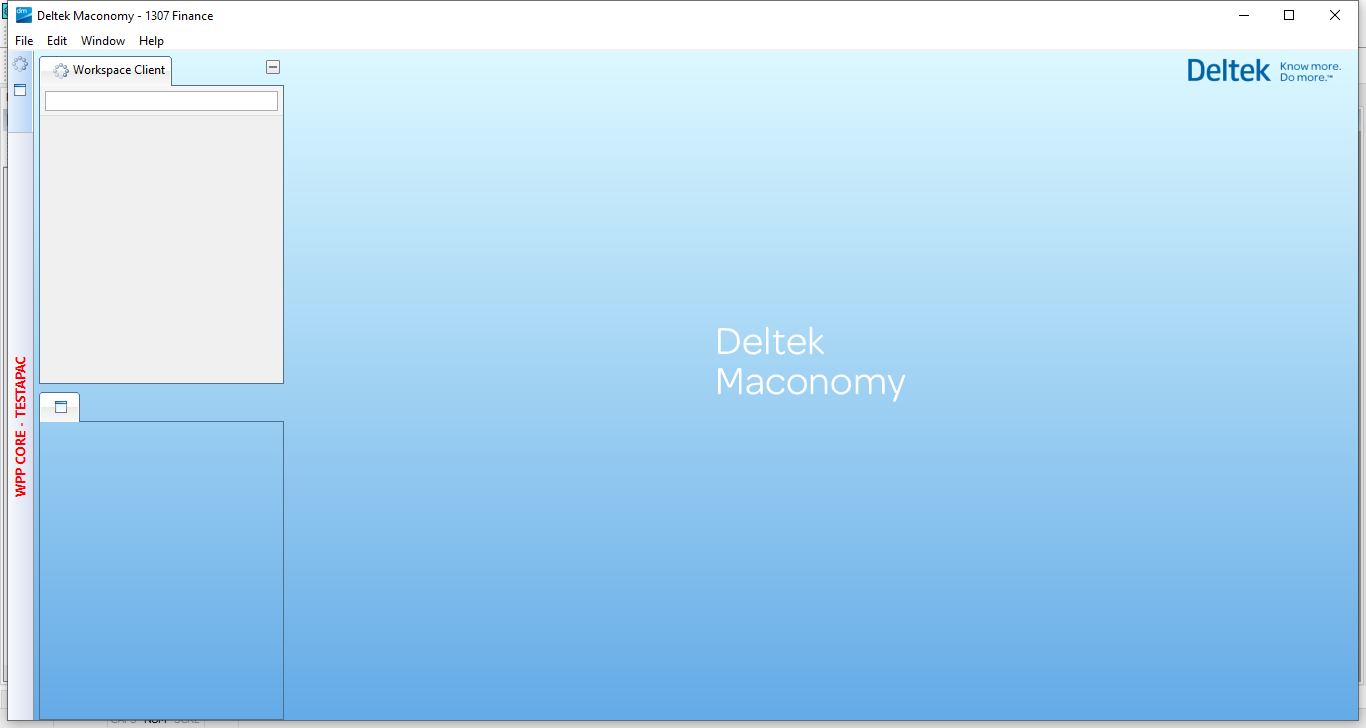 Deltek Maconomy - 1307 Finance
File Edit Window Help
Workspace Client
Deltek Know more.
Do more.™
Deltek
Maconomy
WPP CORE - TESTAPAC